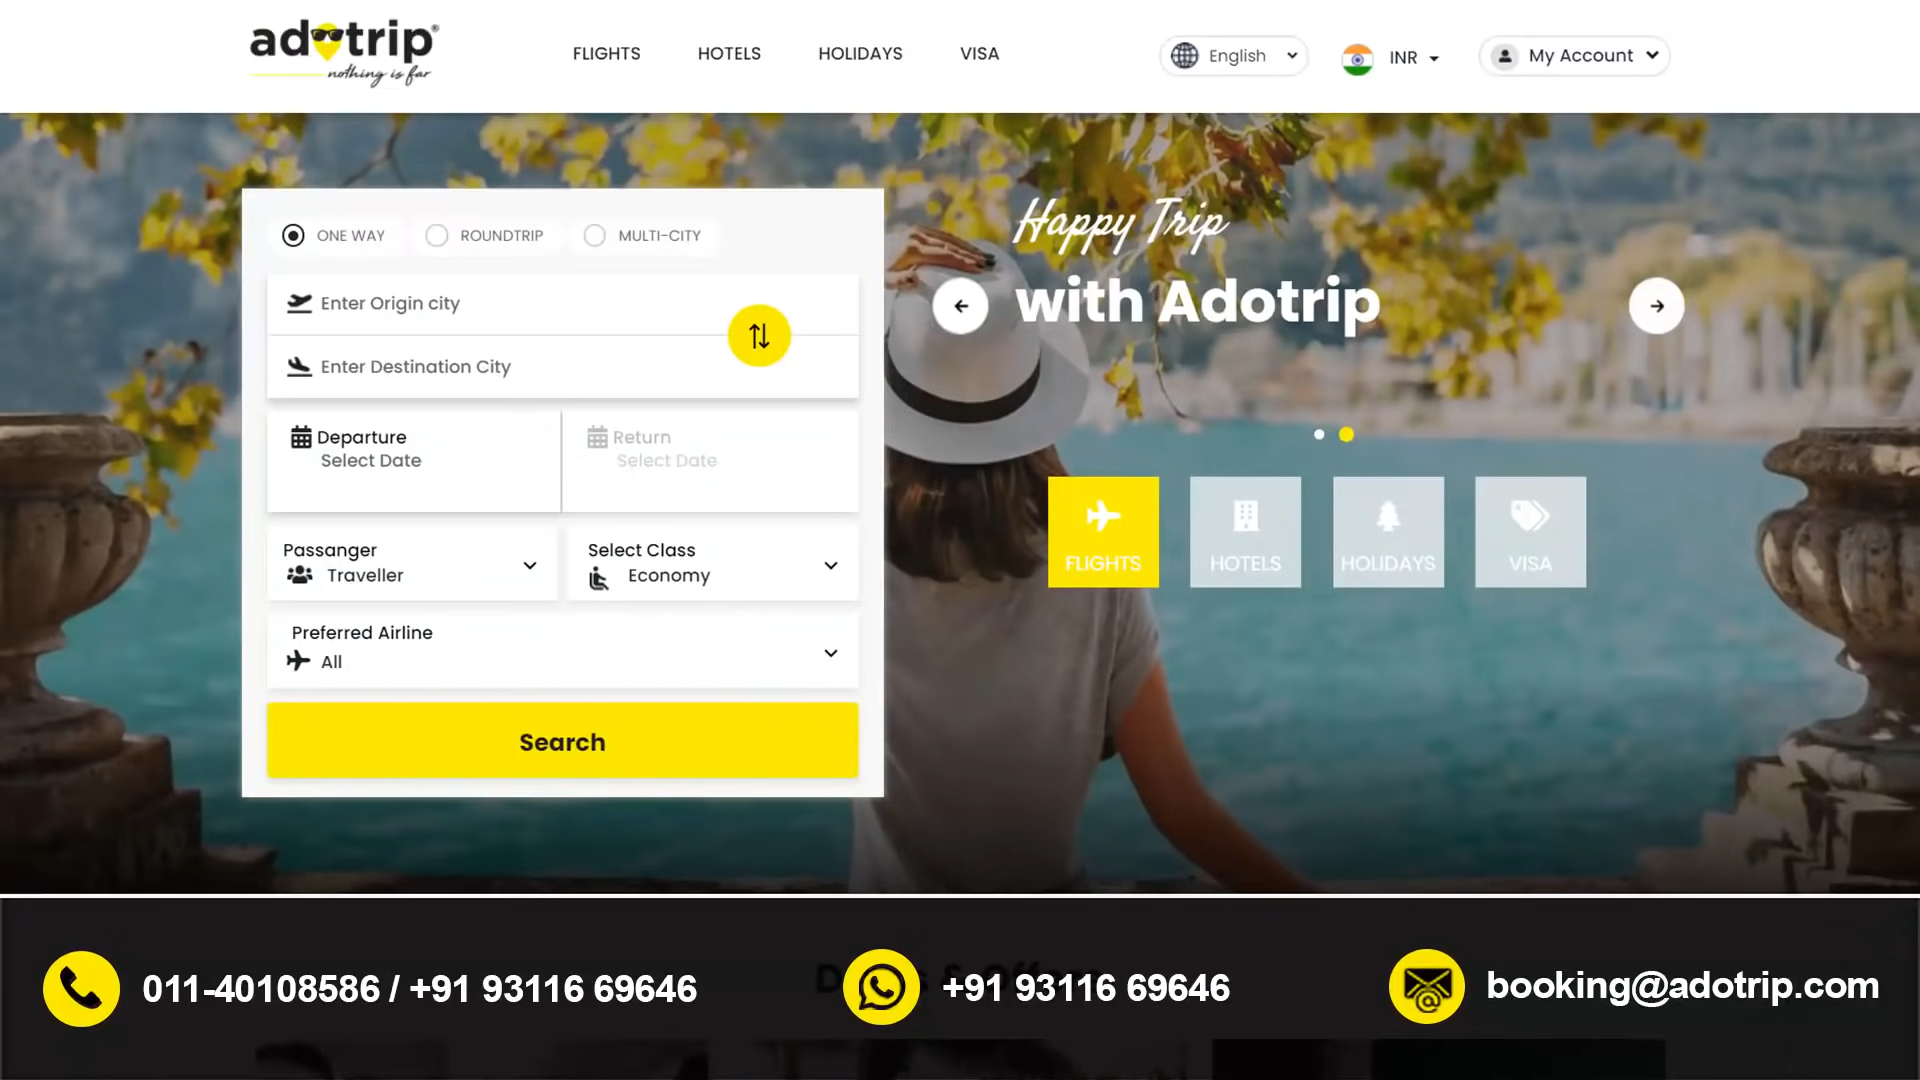 adotrip®
nothing is far
FLIGHTS
HOTELS
HOLIDAYS
VISA
English
INR
My Account
ONE WAY
ROUNDTRIP
MULTI-CITY
Enter Origin city
Enter Destination City
Departure
Select Date
Return
Select Date
Passanger
Traveller
Select Class
Economy
Preferred Airline
All
Search
Happy Trip
with Adotrip
FLIGHTS
HOTELS
HOLIDAYS
VISA
011-40108586 / +91 93116 69646
+91 93116 69646
booking@adotrip.com